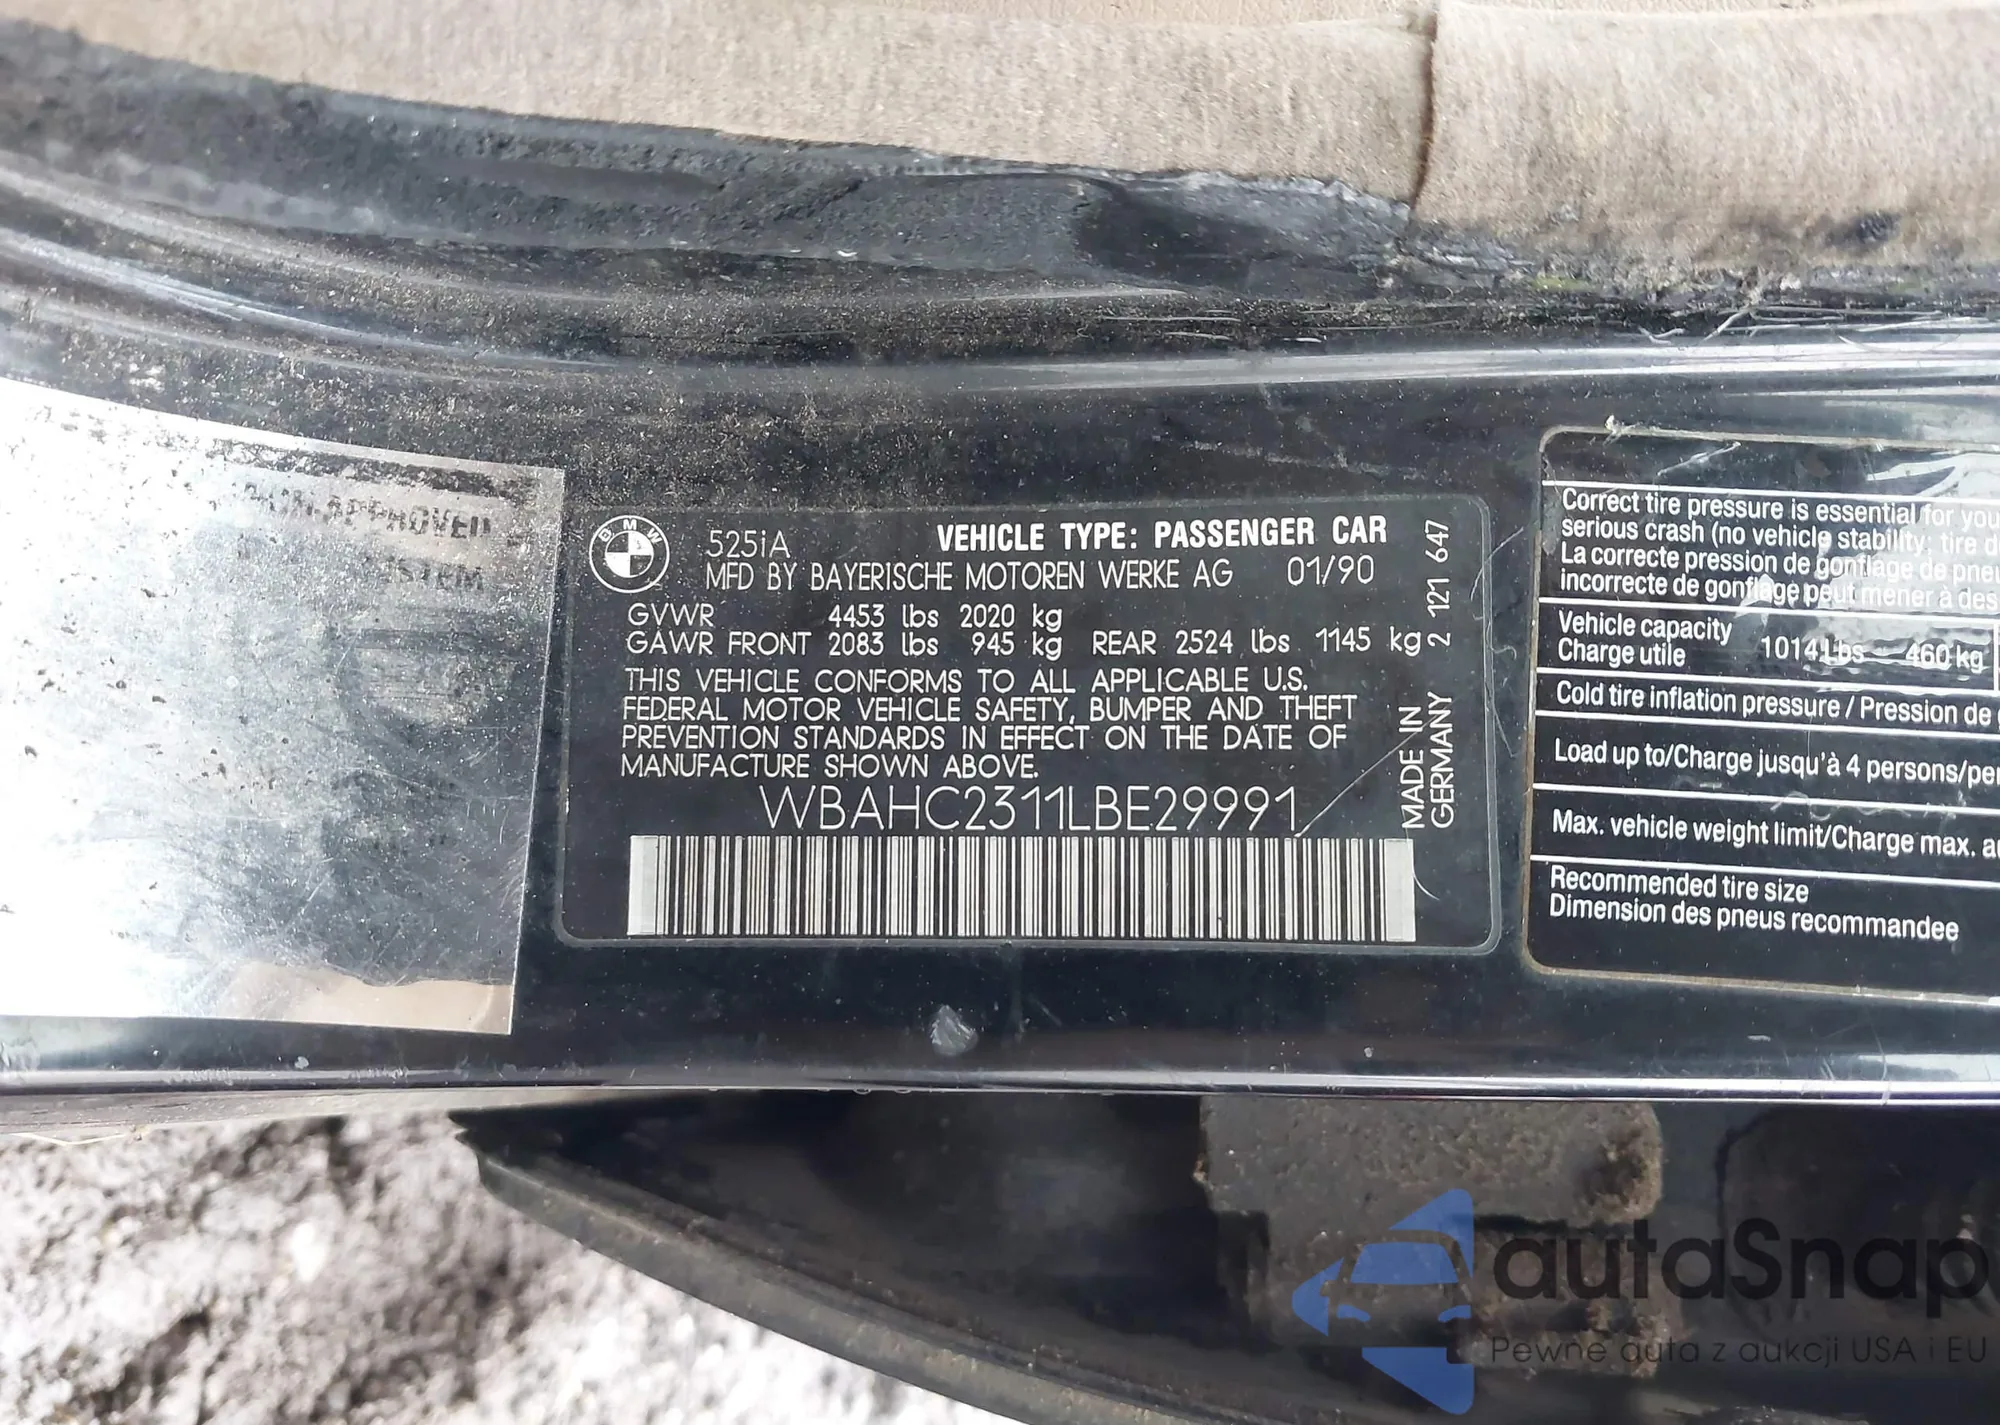 NON-APPROVED
BMW
525iA
VEHICLE TYPE: PASSENGER CAR
MFD BY BAYERISCHE MOTOREN WERKE AG 01/90
GVWR 4453 lbs 2020 kg
GAWR FRONT 2083 lbs 945 kg REAR 2524 lbs 1145 kg
THIS VEHICLE CONFORMS TO ALL APPLICABLE U.S.
FEDERAL MOTOR VEHICLE SAFETY, BUMPER AND THEFT
PREVENTION STANDARDS IN EFFECT ON THE DATE OF
MANUFACTURE SHOWN ABOVE.
WBAHC2311LBE29991
2 121 647
MADE IN
GERMANY
Correct tire pressure is essential for you
serious crash (no vehicle stability; tire d
La correcte pression de gonflage de pneu
incorrecte de gonflage peut mener à des
Vehicle capacity
Charge utile
1014 Lbs 460 kg
Cold tire inflation pressure / Pression de
Load up to/Charge jusqu'à 4 persons/pe
Max. vehicle weight limit/Charge max. a
Recommended tire size
Dimension des pneus recommandee
autaSnap
Pewne auta z aukcji USA i EU